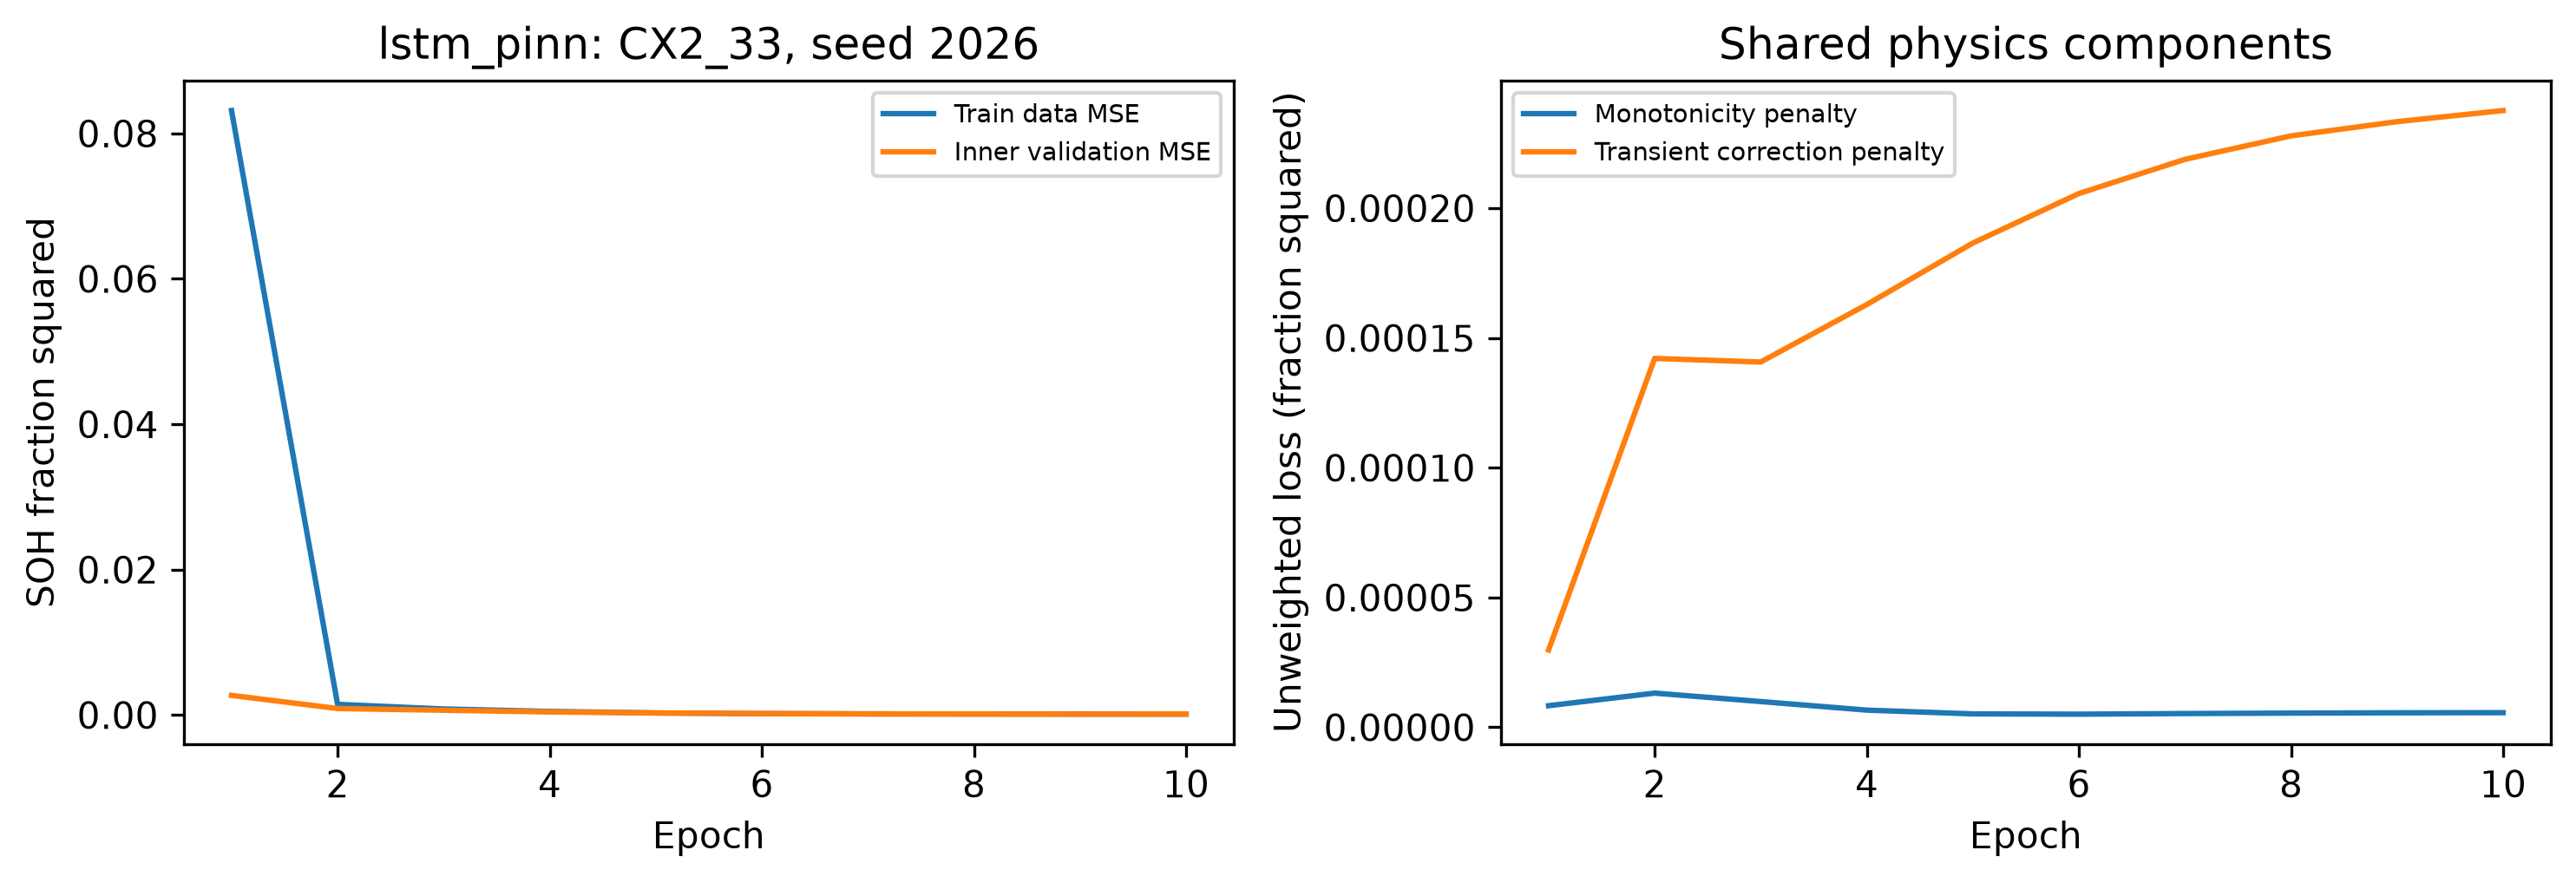 lstm_pinn: CX2_33, seed 2026
SOH fraction squared
0.08
0.06
0.04
0.02
0.00
Train data MSE
Inner validation MSE
2 4 6 8 10
Epoch
Shared physics components
Unweighted loss (fraction squared)
0.00020
0.00015
0.00010
0.00005
0.00000
Monotonicity penalty
Transient correction penalty
2 4 6 8 10
Epoch